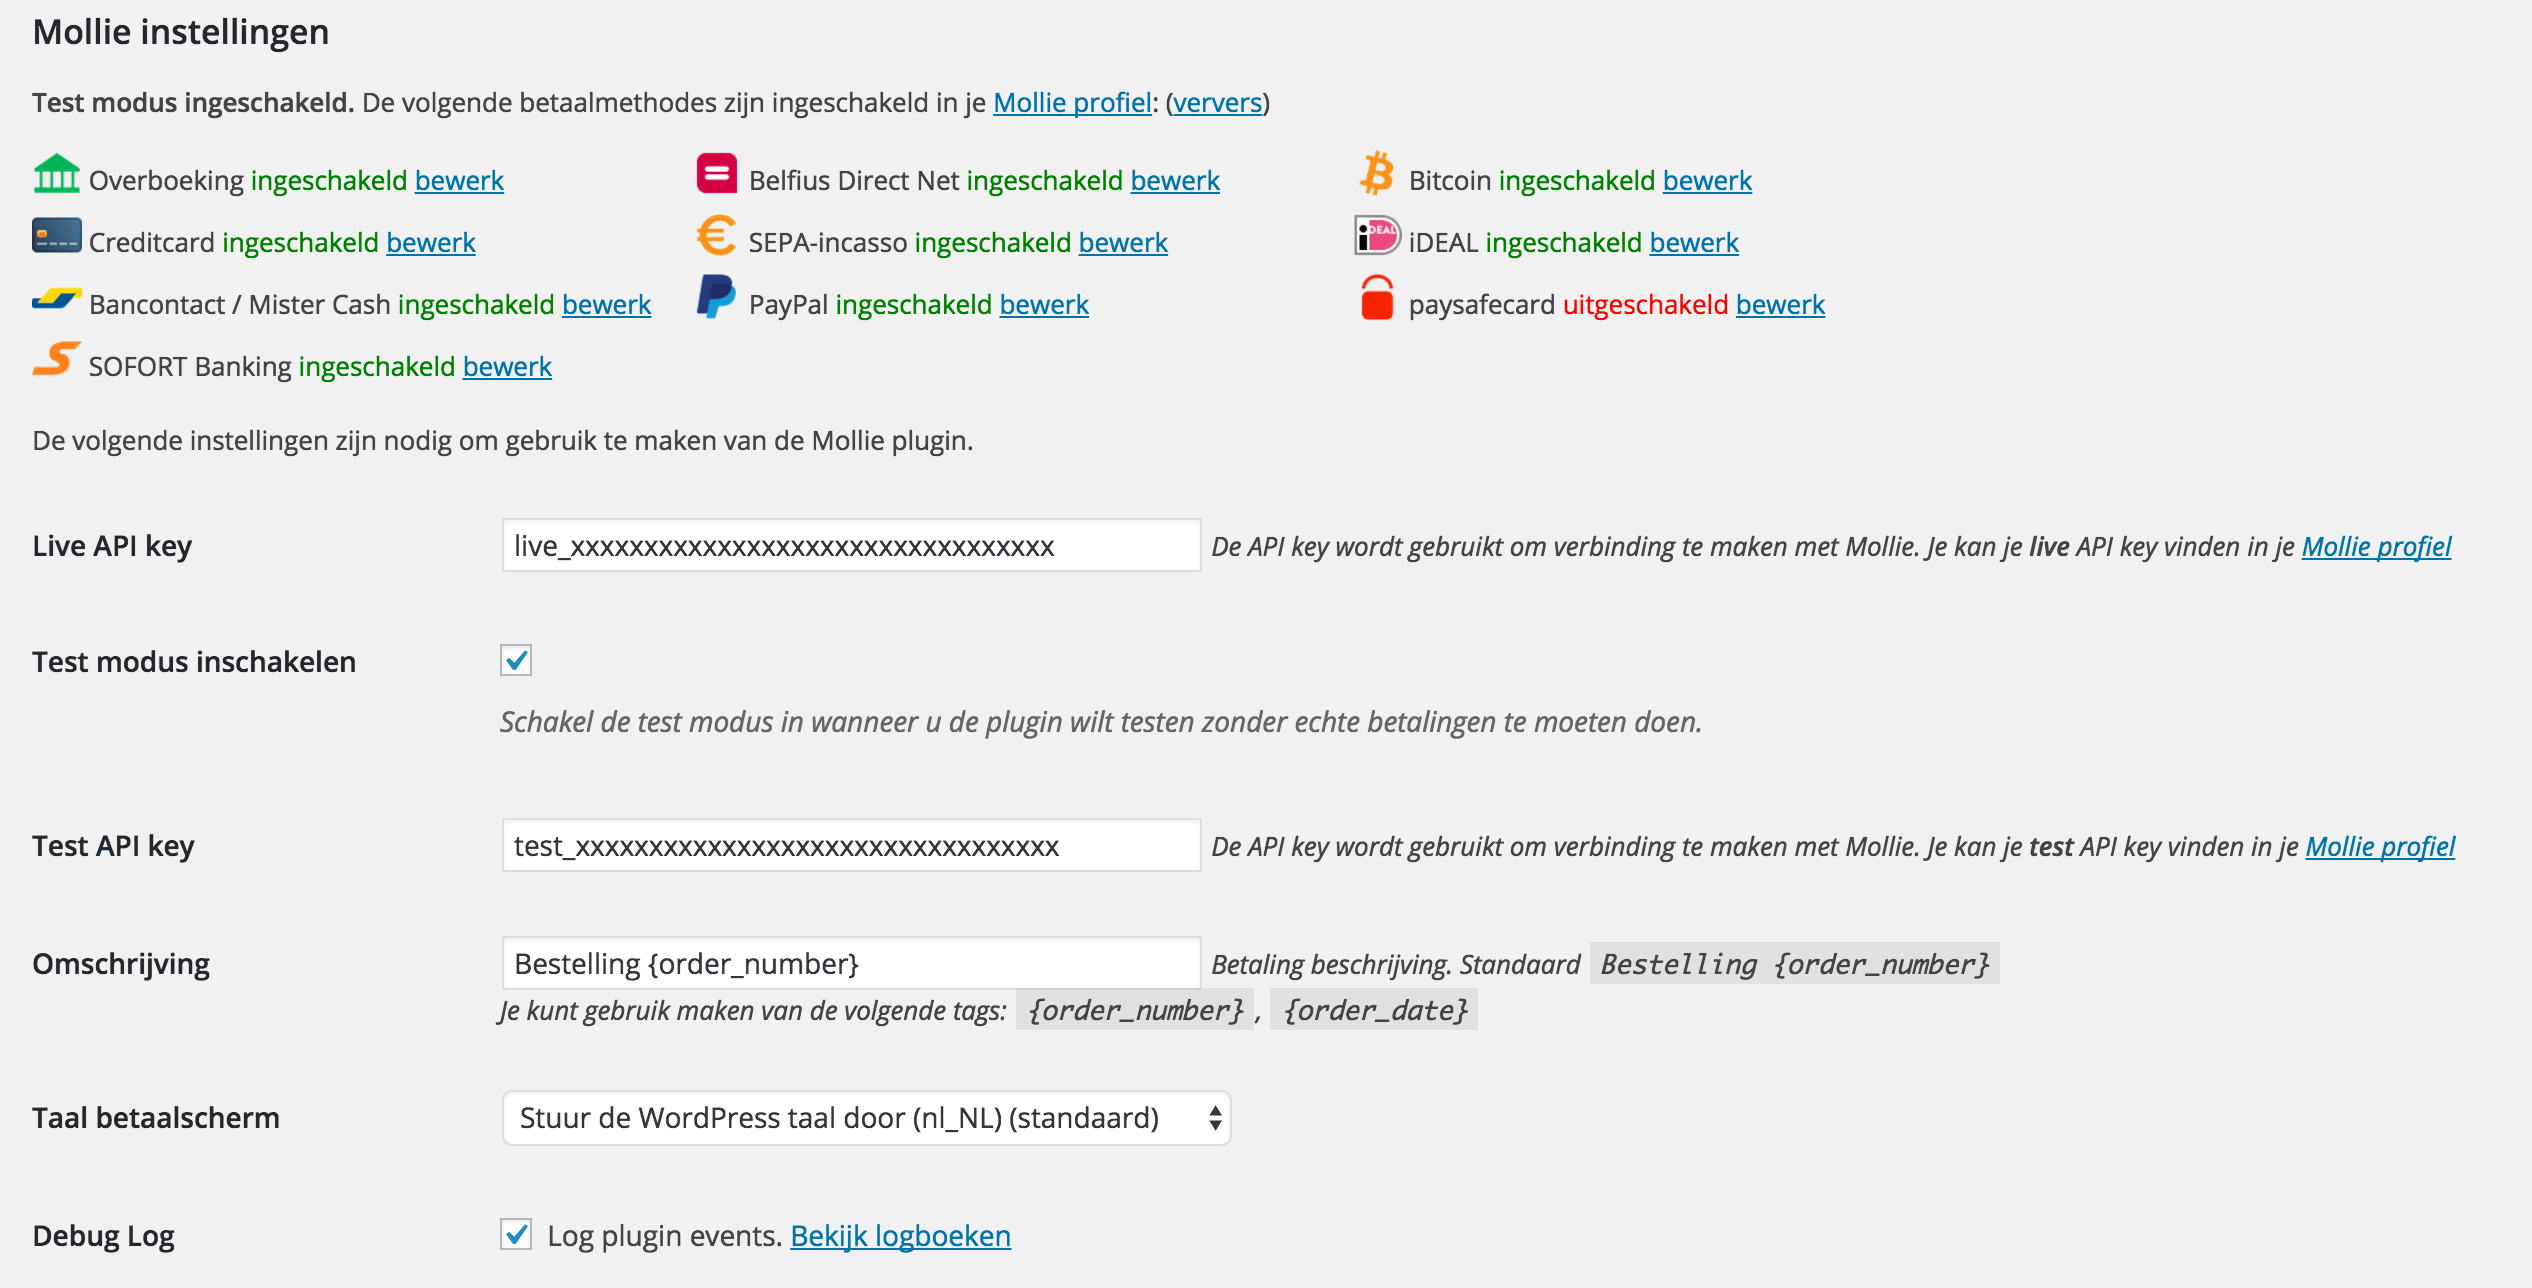 Mollie instellingen
Test modus ingeschakeld. De volgende betaalmethodes zijn ingeschakeld in je Mollie profiel: (ververs)
Overboeking ingeschakeld bewerk
Belfius Direct Net ingeschakeld bewerk
Bitcoin ingeschakeld bewerk
Creditcard ingeschakeld bewerk
SEPA-incasso ingeschakeld bewerk
iDEAL iDEAL ingeschakeld bewerk
Bancontact / Mister Cash ingeschakeld bewerk
PayPal ingeschakeld bewerk
paysafecard uitgeschakeld bewerk
SOFORT Banking ingeschakeld bewerk
De volgende instellingen zijn nodig om gebruik te maken van de Mollie plugin.
Live API key live_xxxxxxxxxxxxxxxxxxxxxxxxxxxxxxxxx De API key wordt gebruikt om verbinding te maken met Mollie. Je kan je live API key vinden in je Mollie profiel
Test modus inschakelen
Schakel de test modus in wanneer u de plugin wilt testen zonder echte betalingen te moeten doen.
Test API key test_xxxxxxxxxxxxxxxxxxxxxxxxxxxxxxxxx De API key wordt gebruikt om verbinding te maken met Mollie. Je kan je test API key vinden in je Mollie profiel
Omschrijving Bestelling {order_number} Betaling beschrijving. Standaard Bestelling {order_number}
Je kunt gebruik maken van de volgende tags: {order_number}, {order_date}
Taal betaalscherm Stuur de WordPress taal door (nl_NL) (standaard)
Debug Log Log plugin events. Bekijk logboeken